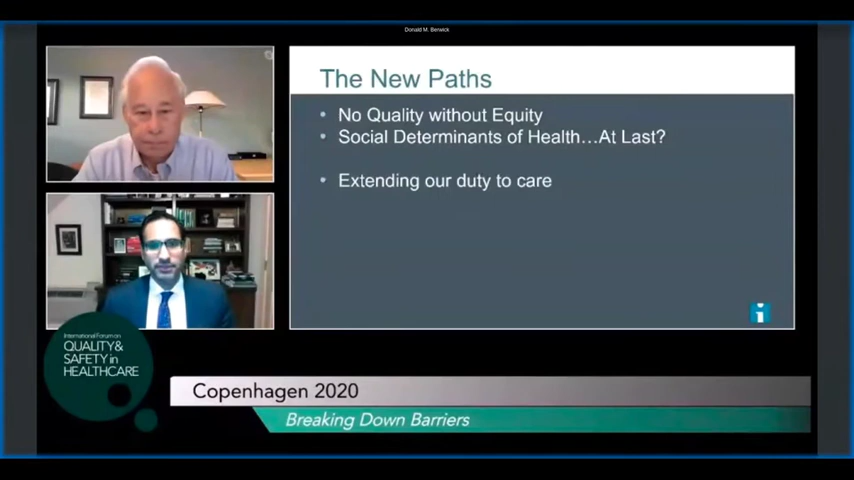 Donald M. Berwick
The New Paths
No Quality without Equity
Social Determinants of Health…At Last?
Extending our duty to care
International Forum on
QUALITY&
SAFETY in
HEALTHCARE
Copenhagen 2020
Breaking Down Barriers